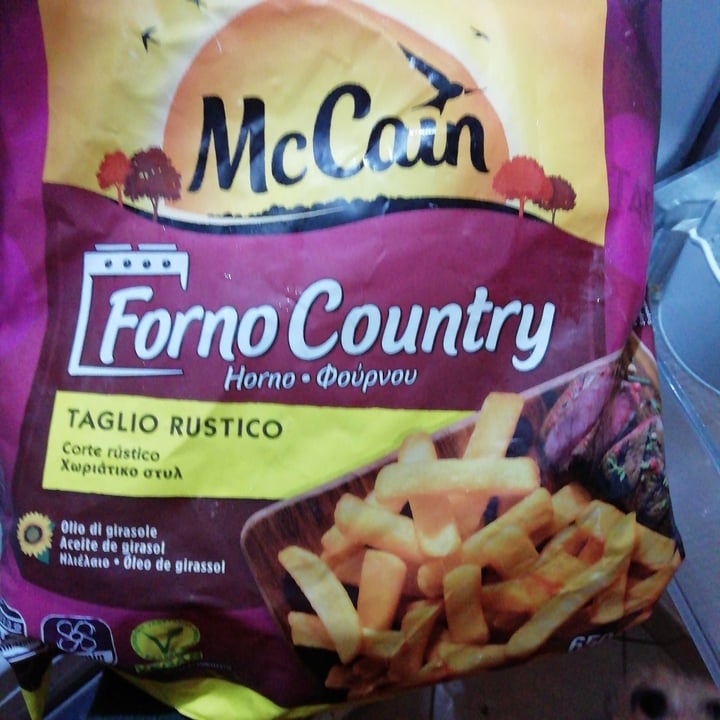 McCain
Forno Country
Horno • Φούρνου
TAGLIO RUSTICO
Corte rústico
Χωριάτικο στυλ
Olio di girasole
Aceite de girasol
Ηλιέλαιο • Óleo de girassol